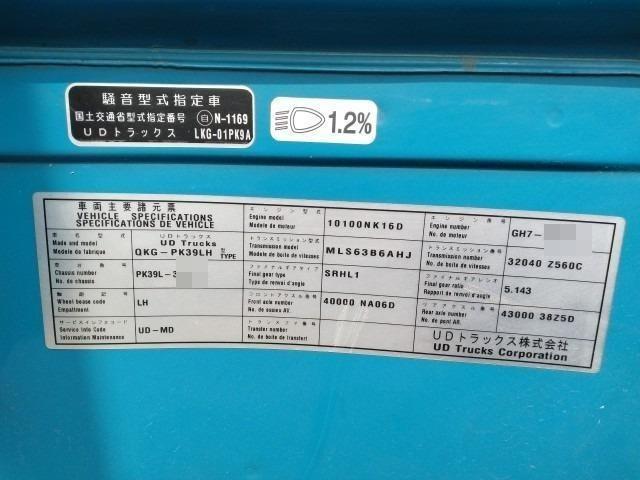 騒音型式指定車
国土交通省型式指定番号 自 N-1169
UDトラックス LKG-01PK9A
1.2%
車両主要諸元票
VEHICLE SPECIFICATIONS
SPECIFICATIONS DE VEHICLE
車名型式
Made and model
Modele de fabrique
UDトラックス
UD Trucks
QKG-PK39LH 型式 TYPE
Chassis number
No. de chassis
PK39L-3
軸距記号
Wheel base code
Empattement
LH
サービスインフォコード
Service Info Code
Information Maintenance
UD-MD
エンジン型式
Engine model
Modele de moteur
10100NK16D
トランスミッション型式
Transmission model
Modele de boite de vitesses
MLS63B6AHJ
ファイナルギアタイプ
Final gear type
Type de renvoi d'angle
SRHL1
フロントアクスル番号
Front axle number
No. de essieu AV.
40000 NA06D
トランスファ番号
Transfer number
No. de boite de transfert
エンジン番号
Engine number
No. de moteur
GH7-
トランスミッション番号
Transmission number
No. de boite de vitesses
32040 Z560C
ファイナルギアレシオ
Final gear ratio
Rapport de renvoi d'angle
5.143
リアアクスル番号
Rear axle number
No. de pont AR.
43000 38Z5D
UDトラックス株式会社
UD Trucks Corporation